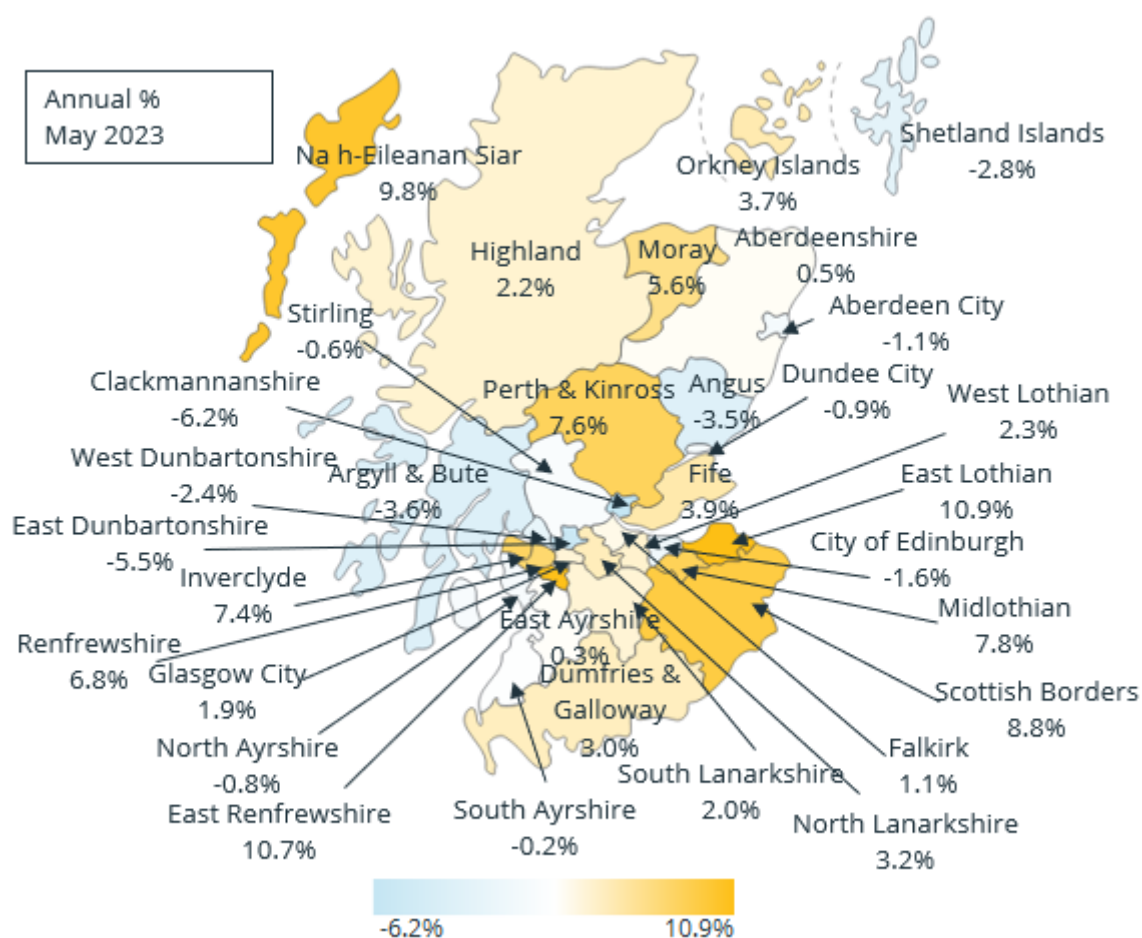 Annual %
May 2023
Na h-Eileanan Siar
9.8%
Orkney Islands
3.7%
Shetland Islands
-2.8%
Highland
2.2%
Moray
5.6%
Aberdeenshire
0.5%
Stirling
-0.6%
Aberdeen City
-1.1%
Clackmannanshire
-6.2%
Perth & Kinross
7.6%
Angus
-3.5%
Dundee City
-0.9%
West Lothian
2.3%
West Dunbartonshire
-2.4%
Argyll & Bute
-3.6%
Fife
3.9%
East Lothian
10.9%
East Dunbartonshire
-5.5%
City of Edinburgh
-1.6%
Inverclyde
7.4%
Midlothian
7.8%
Renfrewshire
6.8%
Glasgow City
1.9%
East Ayrshire
0.3%
Dumfries &
Galloway
3.0%
Scottish Borders
8.8%
North Ayrshire
-0.8%
Falkirk
1.1%
East Renfrewshire
10.7%
South Ayrshire
-0.2%
South Lanarkshire
2.0%
North Lanarkshire
3.2%
-6.2%
10.9%